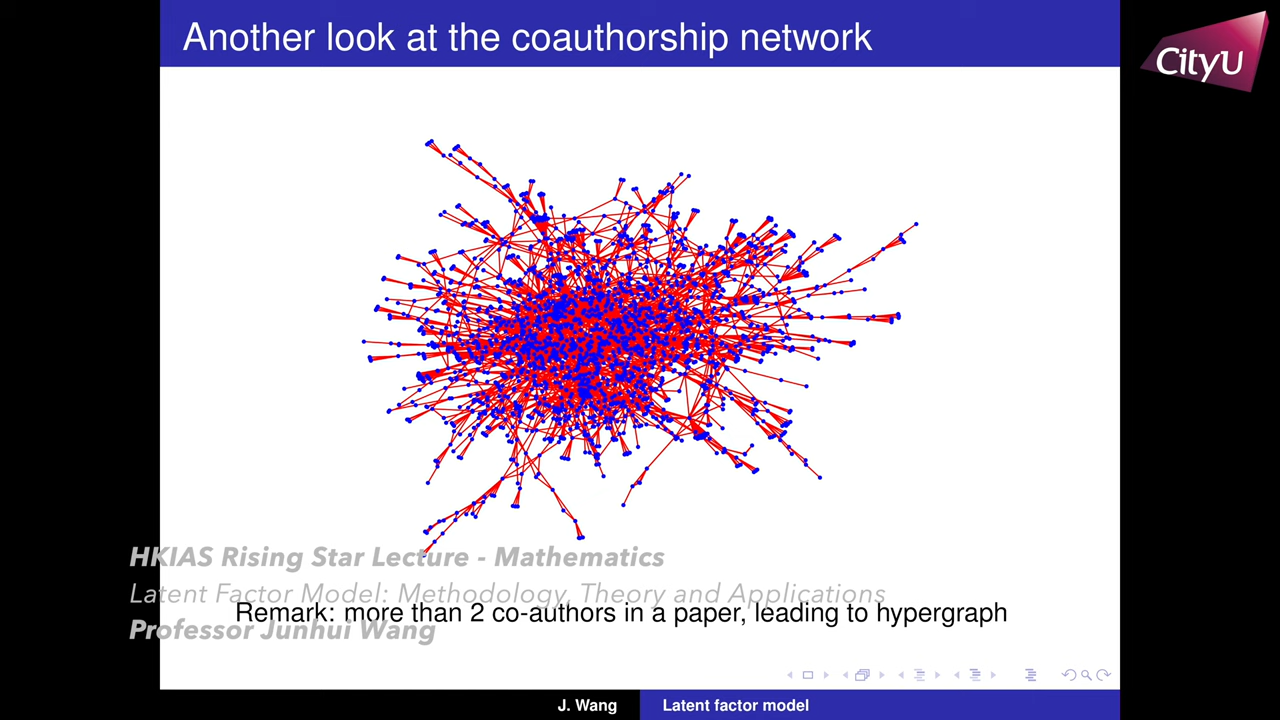 Another look at the coauthorship network
CityU
HKIAS Rising Star Lecture - Mathematics
Latent Factor Model: Methodology, Theory and Applications
Remark: more than 2 co-authors in a paper, leading to hypergraph
Professor Junhui Wang
J. Wang
Latent factor model